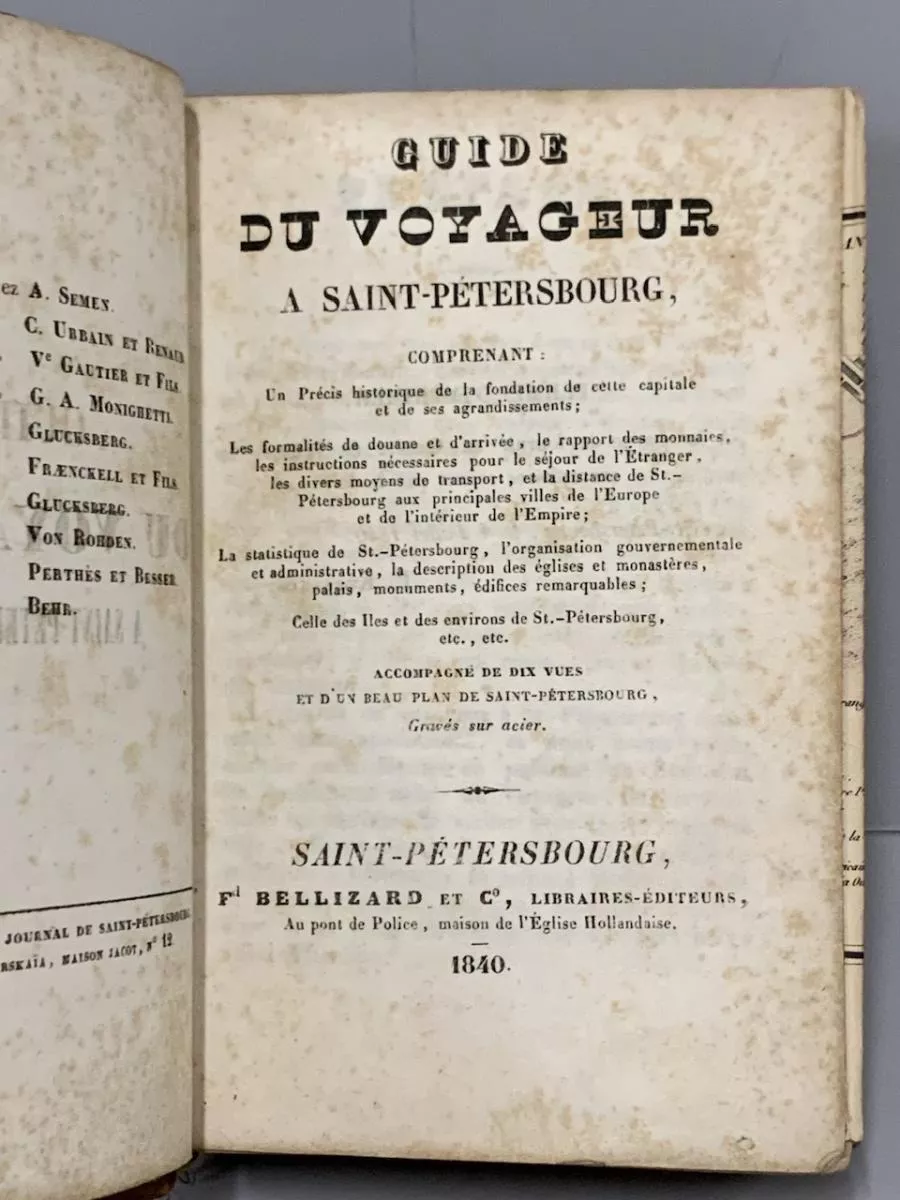 ez A. Semen.
C. Urbain et Renaud
Ve Gautier et Fils
G. A. Monighetti.
Glucksberg.
Frænckell et Fils
Glucksberg.
Von Rohden.
Perthès et Besser
Behr.
JOURNAL DE SAINT-PÉTERSBOURG
RSKAÏA, MAISON JACOT, No 12
GUIDE
DU VOYAGEUR
A SAINT-PÉTERSBOURG,
COMPRENANT :
Un Précis historique de la fondation de cette capitale
et de ses agrandissements ;
Les formalités de douane et d'arrivée, le rapport des monnaies,
les instructions nécessaires pour le séjour de l'Étranger,
les divers moyens de transport, et la distance de St.-
Pétersbourg aux principales villes de l'Europe
et de l'intérieur de l'Empire ;
La statistique de St.-Pétersbourg, l'organisation gouvernementale
et administrative, la description des églises et monastères,
palais, monuments, édifices remarquables ;
Celle des Iles et des environs de St.-Pétersbourg,
etc., etc.
ACCOMPAGNÉ DE DIX VUES
ET D'UN BEAU PLAN DE SAINT-PÉTERSBOURG,
Gravés sur acier.
SAINT-PÉTERSBOURG,
Fd BELLIZARD ET Co, LIBRAIRES-ÉDITEURS,
Au pont de Police, maison de l'Église Hollandaise.
1840.